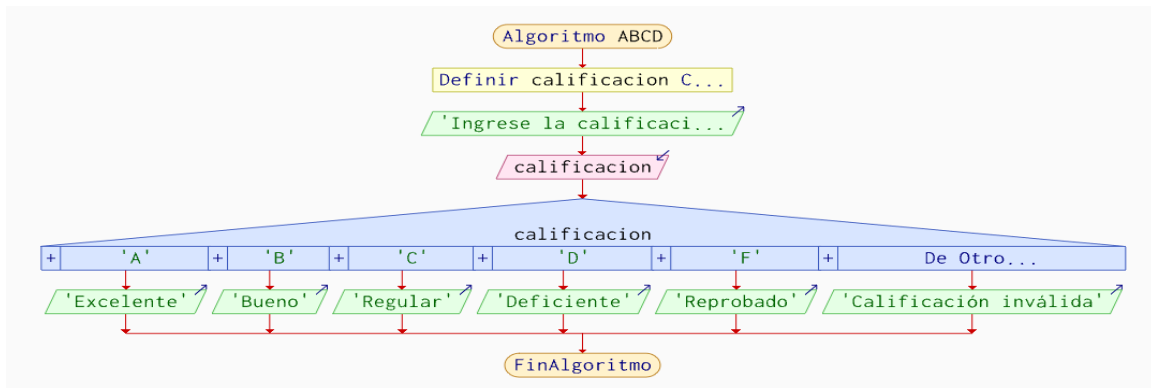 Algoritmo ABCD
Definir calificacion C...
'Ingrese la calificaci...
calificacion
calificacion
+ 'A' + 'B' + 'C' + 'D' + 'F' + De Otro...
'Excelente' 'Bueno' 'Regular' 'Deficiente' 'Reprobado' 'Calificación inválida'
FinAlgoritmo